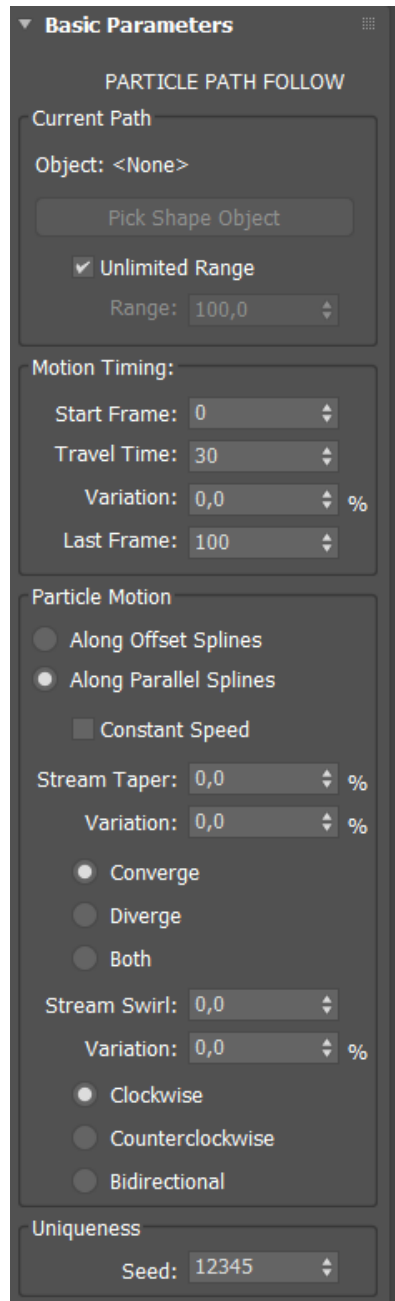 Basic Parameters
PARTICLE PATH FOLLOW
Current Path
Object: <None>
Pick Shape Object
Unlimited Range
Range: 100,0
Motion Timing:
Start Frame: 0
Travel Time: 30
Variation: 0,0 %
Last Frame: 100
Particle Motion
Along Offset Splines
Along Parallel Splines
Constant Speed
Stream Taper: 0,0 %
Variation: 0,0 %
Converge
Diverge
Both
Stream Swirl: 0,0
Variation: 0,0 %
Clockwise
Counterclockwise
Bidirectional
Uniqueness
Seed: 12345